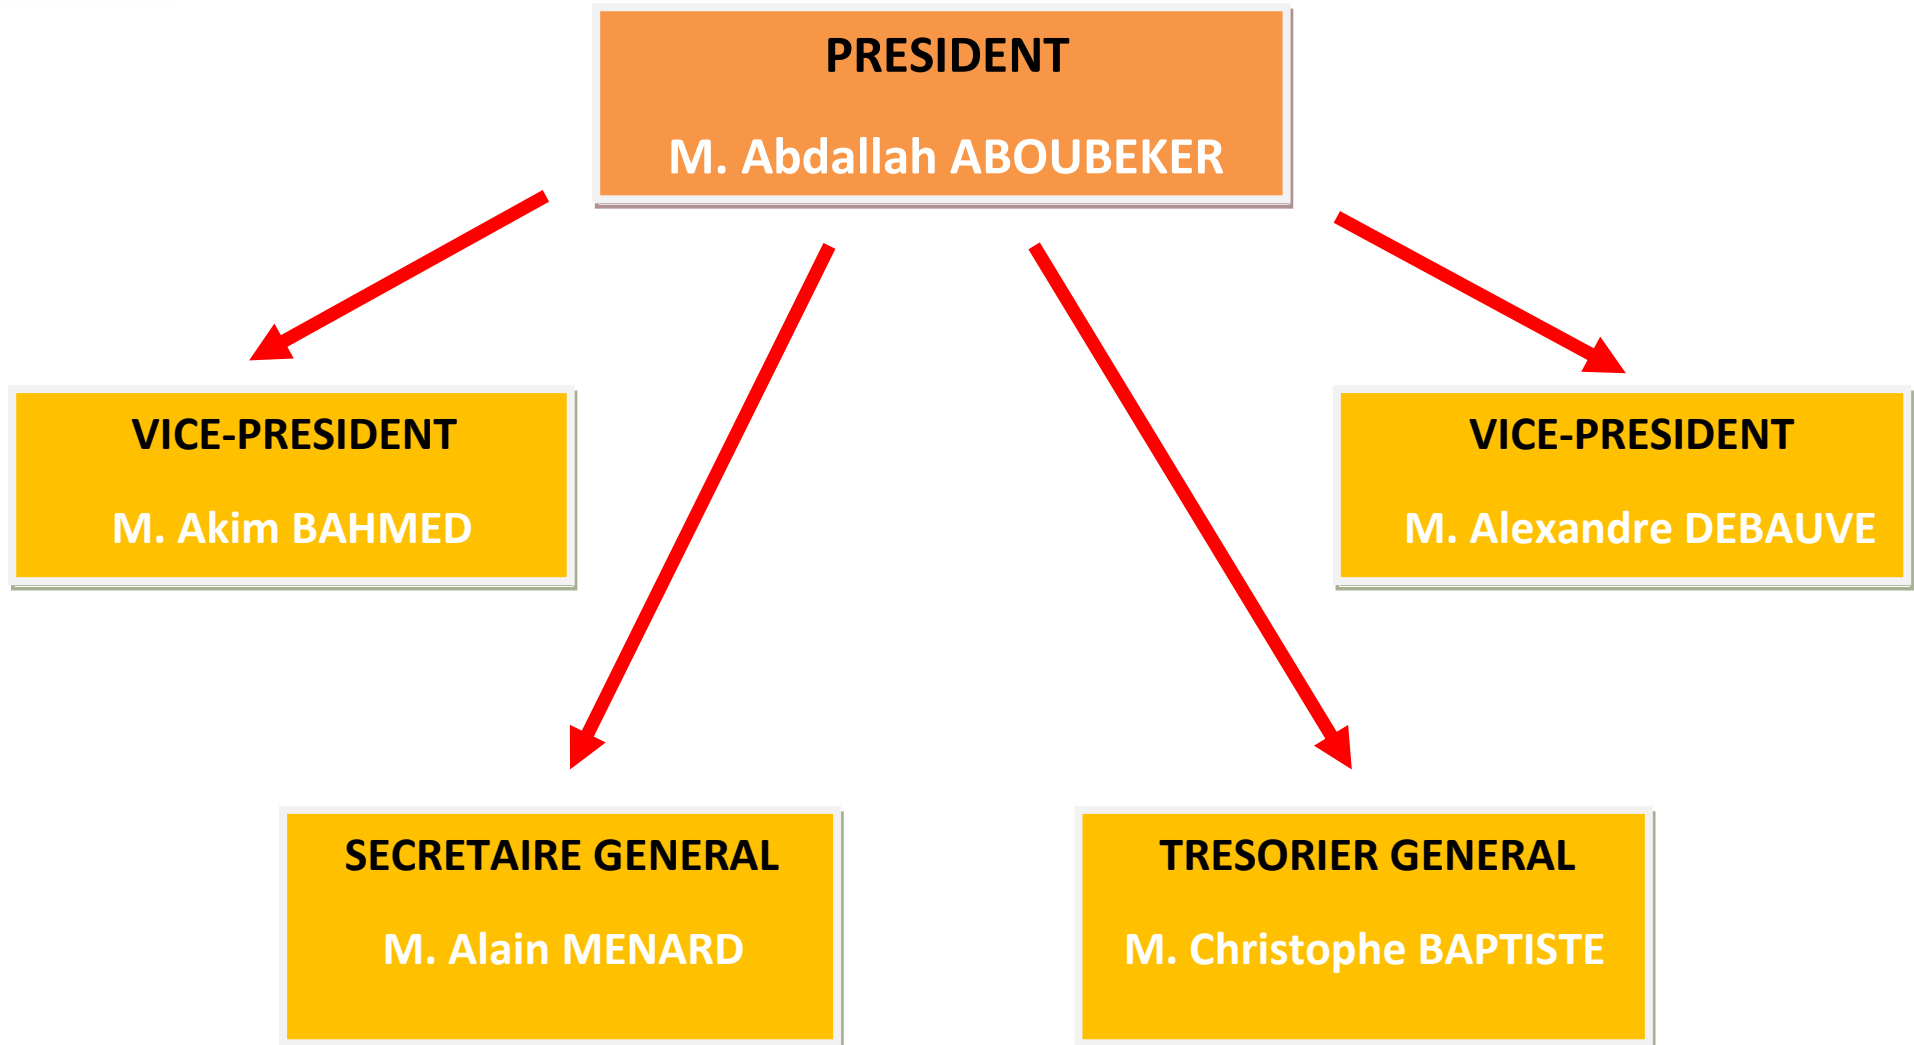 PRESIDENT
M. Abdallah ABOUBEKER
VICE-PRESIDENT
M. Akim BAHMED
VICE-PRESIDENT
M. Alexandre DEBAUVE
SECRETAIRE GENERAL
M. Alain MENARD
TRESORIER GENERAL
M. Christophe BAPTISTE